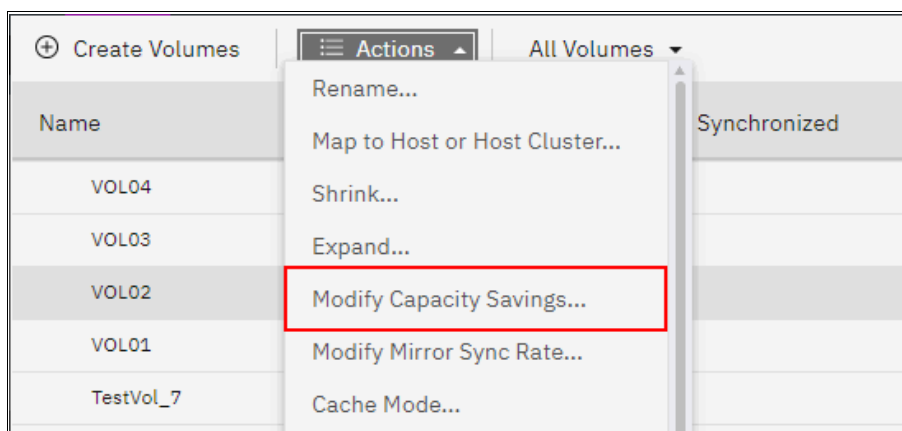 Create Volumes
Actions
All Volumes
Name
Synchronized
Rename...
Map to Host or Host Cluster...
Shrink...
Expand...
Modify Capacity Savings...
Modify Mirror Sync Rate...
Cache Mode...
VOL04
VOL03
VOL02
VOL01
TestVol_7